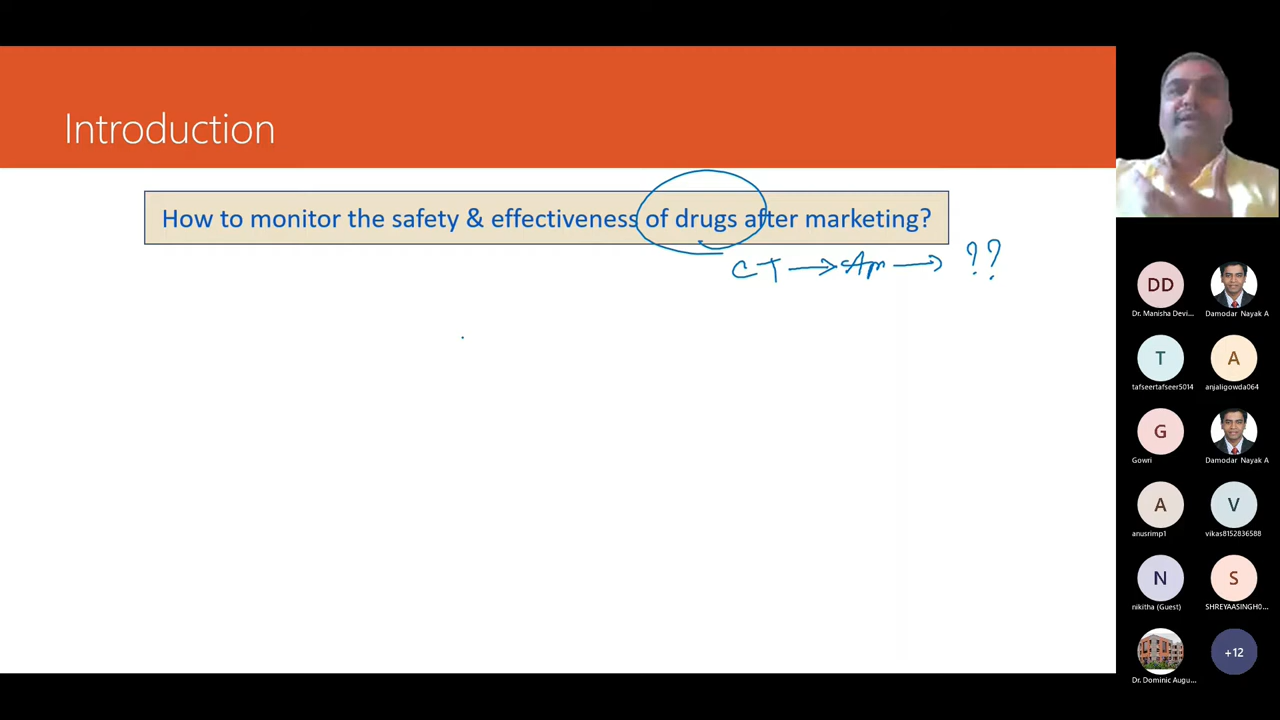 Introduction
How to monitor the safety & effectiveness of drugs after marketing?
CT → App → ??
DD
Dr. Manisha Devi...
Damodar Nayak A
T
tafseertafseer5014
A
anjaligowda064
G
Gowri
Damodar Nayak A
A
anusrimp1
V
vikas8152836588
N
nikitha (Guest)
S
SHREYAASINGH0...
Dr. Dominic Augu...
+12